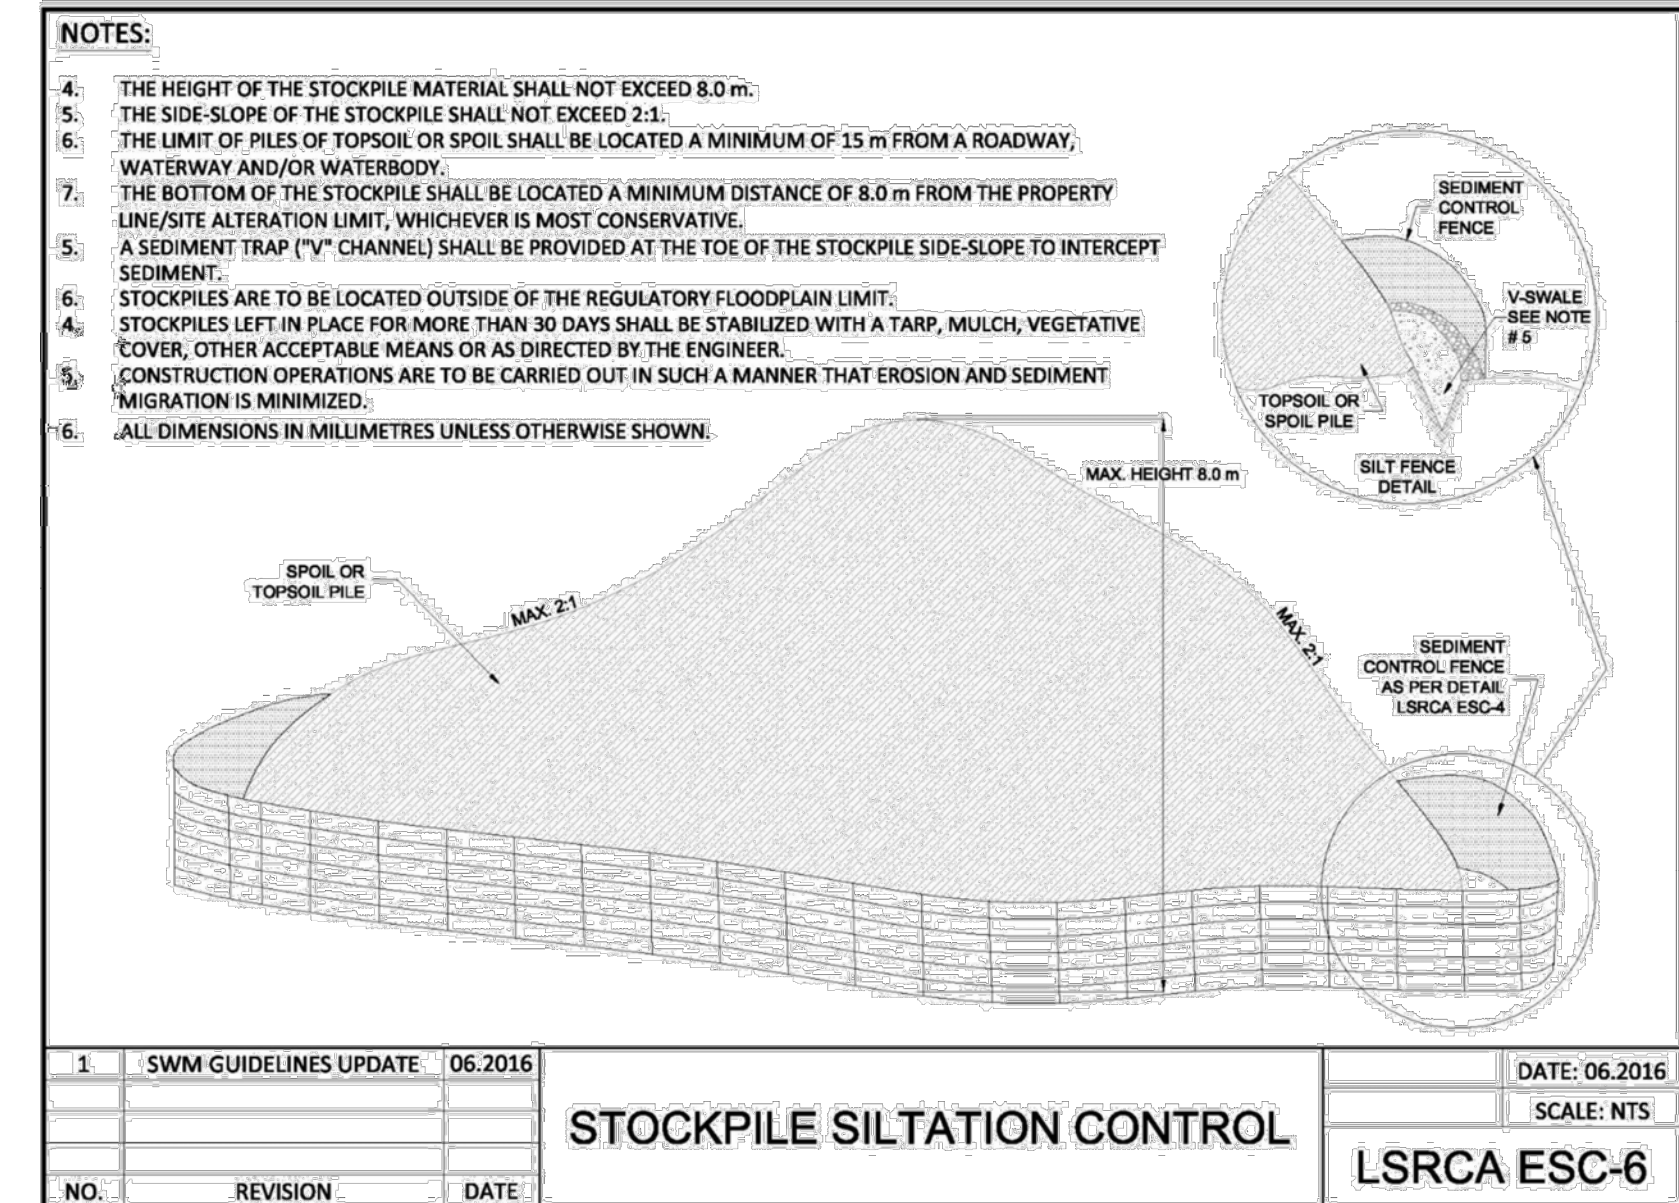 NOTES:
4. THE HEIGHT OF THE STOCKPILE MATERIAL SHALL NOT EXCEED 8.0 m.
5. THE SIDE-SLOPE OF THE STOCKPILE SHALL NOT EXCEED 2:1.
6. THE LIMIT OF PILES OF TOPSOIL OR SPOIL SHALL BE LOCATED A MINIMUM OF 15 m FROM A ROADWAY,
WATERWAY AND/OR WATERBODY.
7. THE BOTTOM OF THE STOCKPILE SHALL BE LOCATED A MINIMUM DISTANCE OF 8.0 m FROM THE PROPERTY
LINE/SITE ALTERATION LIMIT, WHICHEVER IS MOST CONSERVATIVE.
5. A SEDIMENT TRAP ("V" CHANNEL) SHALL BE PROVIDED AT THE TOE OF THE STOCKPILE SIDE-SLOPE TO INTERCEPT
SEDIMENT.
6. STOCKPILES ARE TO BE LOCATED OUTSIDE OF THE REGULATORY FLOODPLAIN LIMIT.
4. STOCKPILES LEFT IN PLACE FOR MORE THAN 30 DAYS SHALL BE STABILIZED WITH A TARP, MULCH, VEGETATIVE
COVER, OTHER ACCEPTABLE MEANS OR AS DIRECTED BY THE ENGINEER.
5. CONSTRUCTION OPERATIONS ARE TO BE CARRIED OUT IN SUCH A MANNER THAT EROSION AND SEDIMENT
MIGRATION IS MINIMIZED.
6. ALL DIMENSIONS IN MILLIMETRES UNLESS OTHERWISE SHOWN.
SEDIMENT
CONTROL
FENCE
V-SWALE
SEE NOTE
# 5
TOPSOIL OR
SPOIL PILE
SILT FENCE
DETAIL
MAX. HEIGHT 8.0 m
SPOIL OR
TOPSOIL PILE
MAX. 2:1
MAX. 2:1
SEDIMENT
CONTROL FENCE
AS PER DETAIL
LSRCA ESC-4
1 SWM GUIDELINES UPDATE 06.2016
NO. REVISION DATE
STOCKPILE SILTATION CONTROL
DATE: 06.2016
SCALE: NTS
LSRCA ESC-6